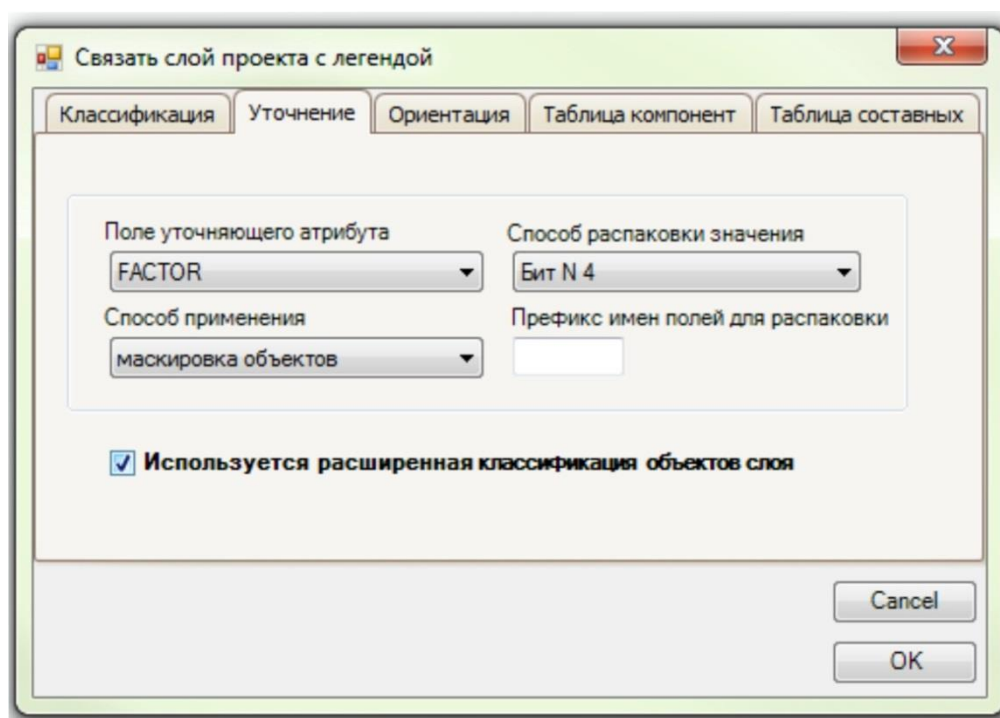 Связать слой проекта с легендой
Классификация Уточнение Ориентация Таблица компонент Таблица составных
Поле уточняющего атрибута Способ распаковки значения
FACTOR Бит N 4
Способ применения Префикс имен полей для распаковки
маскировка объектов
Используется расширенная классификация объектов слоя
Cancel
OK